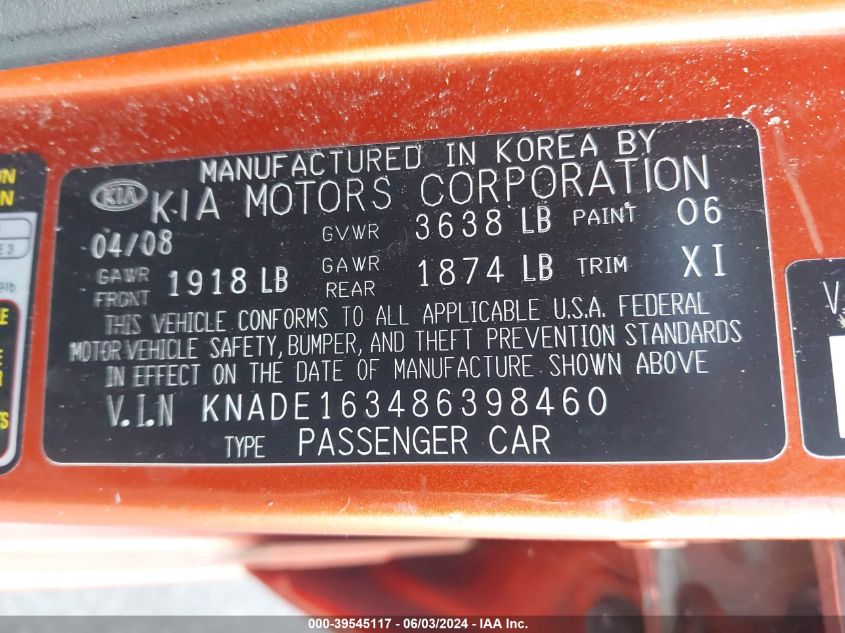 MANUFACTURED IN KOREA BY
KIA KIA MOTORS CORPORATION
04/08 GVWR 3638 LB PAINT 06
GAWR FRONT 1918 LB GAWR REAR 1874 LB TRIM XI
THIS VEHICLE CONFORMS TO ALL APPLICABLE U.S.A. FEDERAL
MOTOR VEHICLE SAFETY, BUMPER, AND THEFT PREVENTION STANDARDS
IN EFFECT ON THE DATE OF MANUFACTURE SHOWN ABOVE
V.I.N KNADE163486398460
TYPE PASSENGER CAR
000-39545117 - 06/03/2024 - IAA Inc.